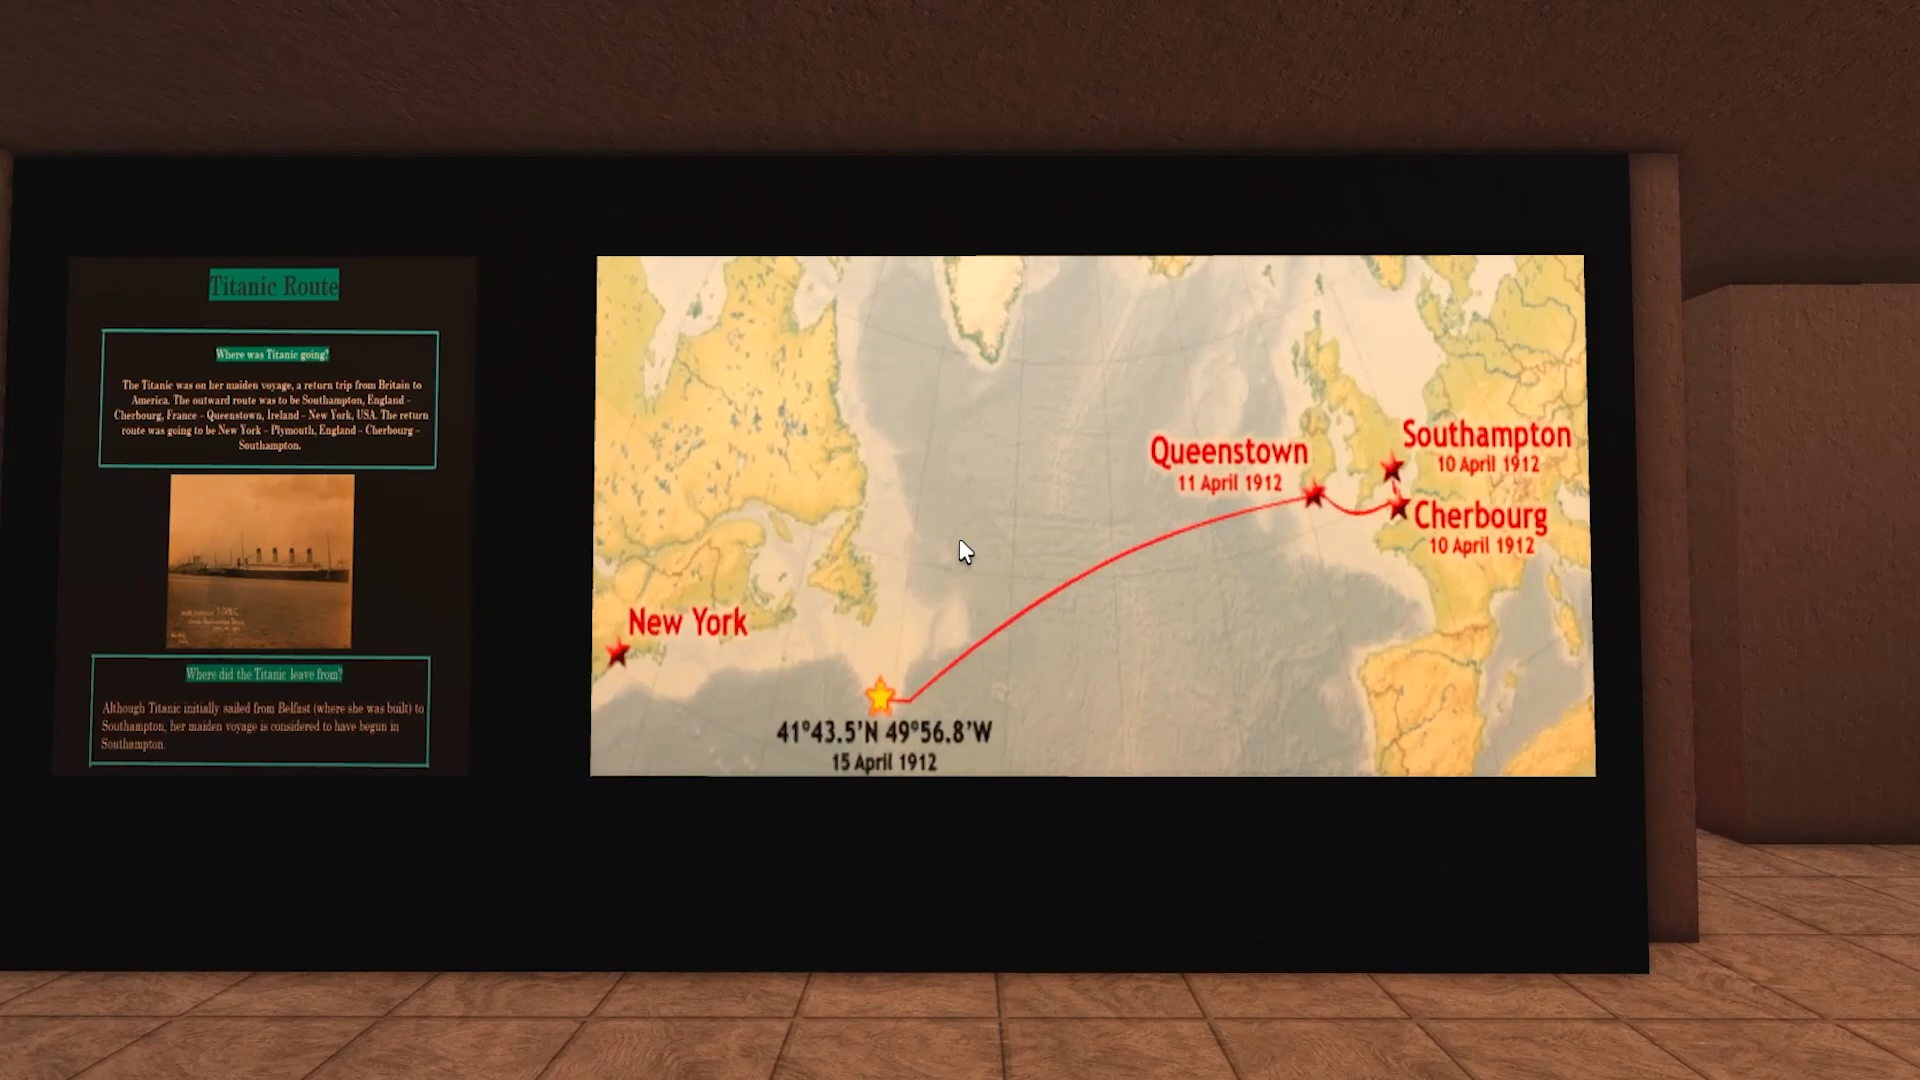 Titanic Route
Where was Titanic going?
The Titanic was on her maiden voyage, a return trip from Britain to
America. The outward route was to be Southampton, England -
Cherbourg, France - Queenstown, Ireland - New York, USA. The return
route was going to be New York - Plymouth, England - Cherbourg -
Southampton.
TITANIC
Where did the Titanic leave from?
Although Titanic initially sailed from Belfast (where she was built) to
Southampton, her maiden voyage is considered to have begun in
Southampton.
Queenstown
11 April 1912
Southampton
10 April 1912
Cherbourg
10 April 1912
New York
41°43.5'N 49°56.8'W
15 April 1912